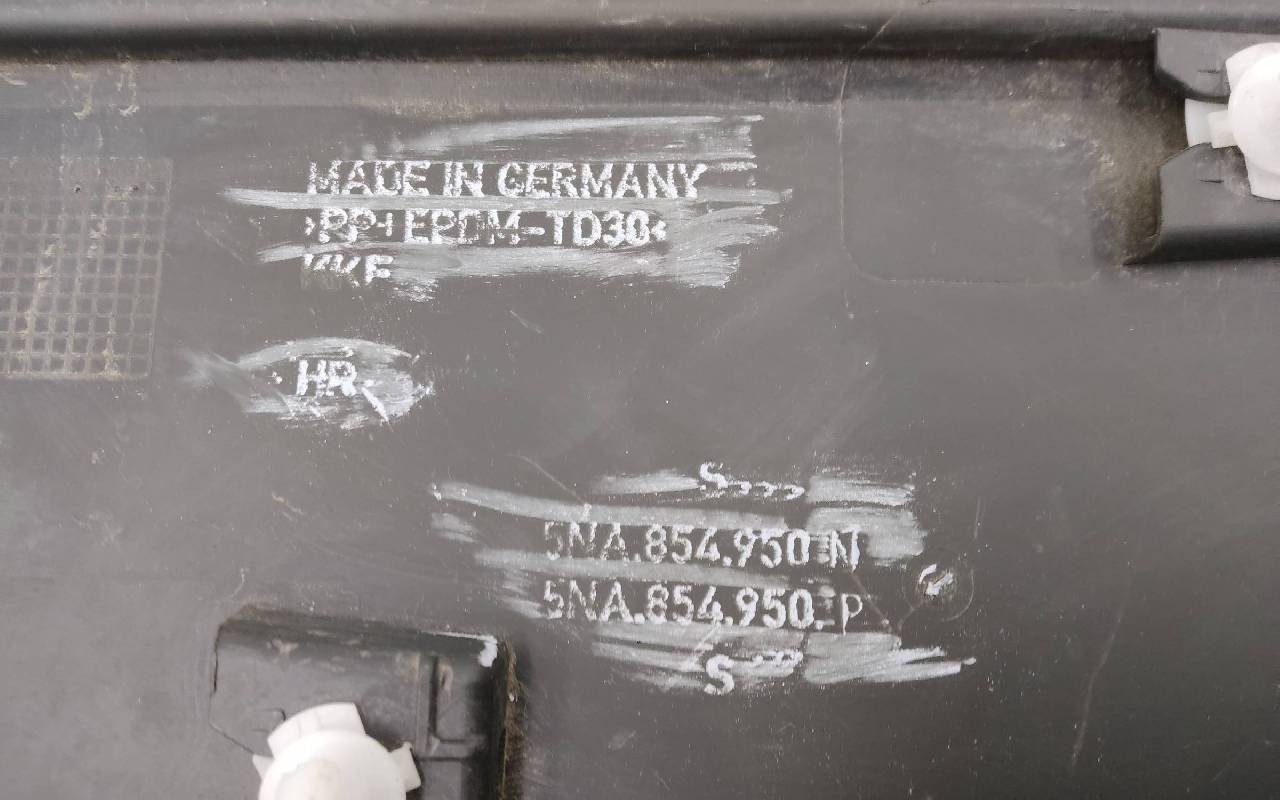 MADE IN GERMANY
>PP+EPDM-TD30<
KKF
HR
S
5NA.854.950 N
5NA.854.950. P
S